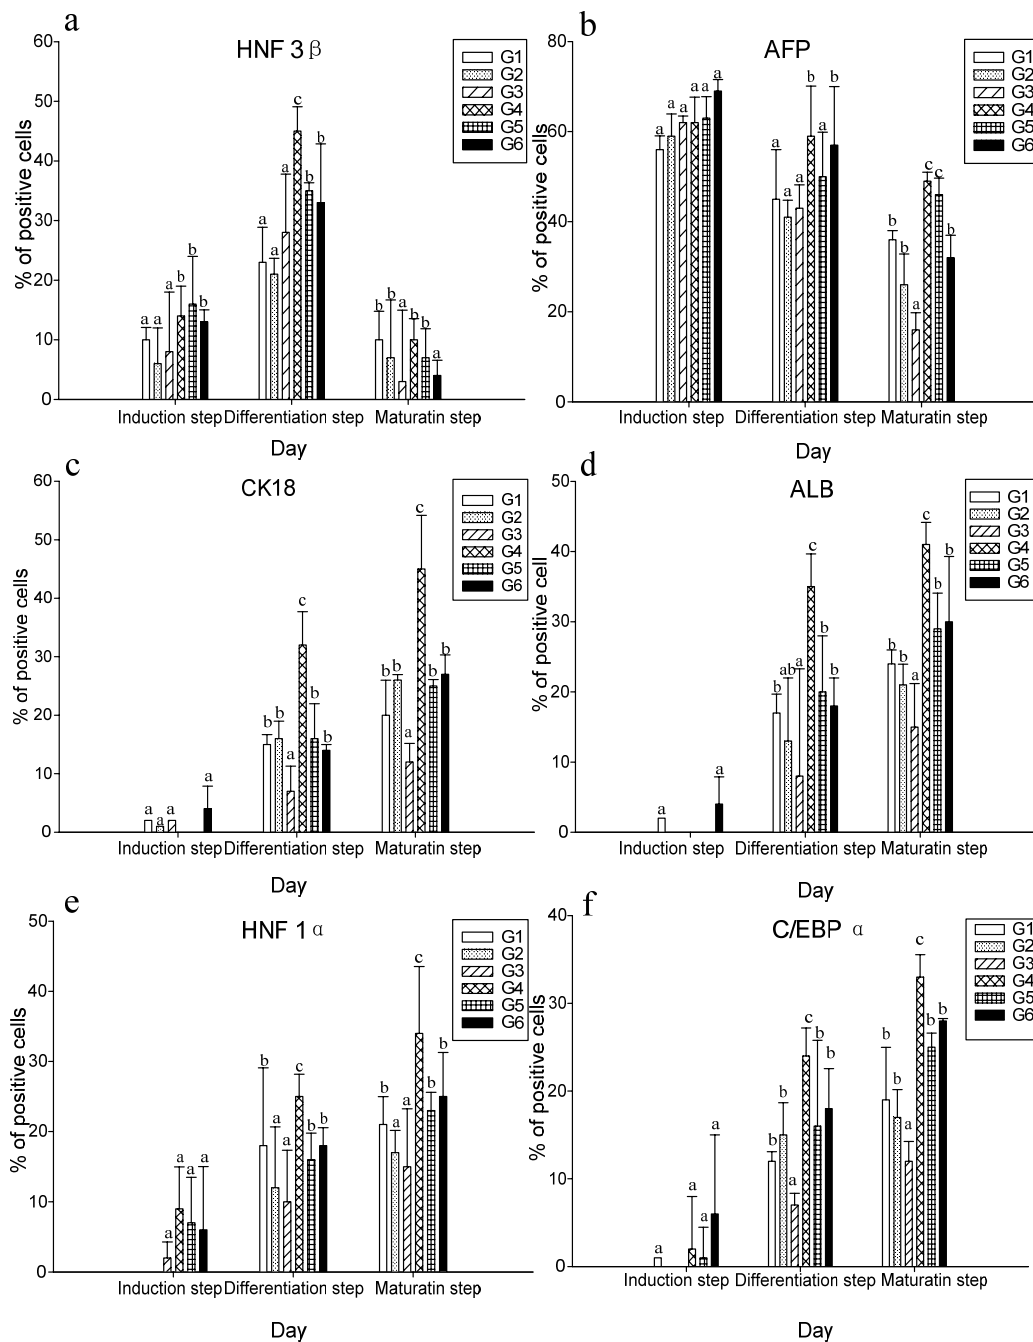 a
HNF 3 β
60
50
40
30
20
10
0
% of positive cells
G1
G2
G3
G4
G5
G6
a a a b b b
a a a c b b
b b a b b a
Induction step Differentiation step Maturatin step
Day
b
AFP
80
60
40
20
0
% of positive cells
G1
G2
G3
G4
G5
G6
a a a a a a
a a a b a b
b b a c c b
Induction step Differentiation step Maturatin step
Day
c
CK18
60
50
40
30
20
10
0
% of positive cells
G1
G2
G3
G4
G5
G6
a a a a
b b a c b b
b b a c b b
Induction step Differentiation step Maturatin step
Day
d
ALB
50
40
30
20
10
0
% of positive cell
G1
G2
G3
G4
G5
G6
a a
b ab a c b b
b b a c b b
Induction step Differentiation step Maturatin step
Day
e
HNF 1 α
50
40
30
20
10
0
% of positive cells
G1
G2
G3
G4
G5
G6
a a a a
b a a c b b
b a a c b b
Induction step Differentiation step Maturatin step
Day
f
C/EBP α
40
30
20
10
0
% of positive cells
G1
G2
G3
G4
G5
G6
a a a a
b b a c b b
b b a c b b
Induction step Differentiation step Maturatin step
Day